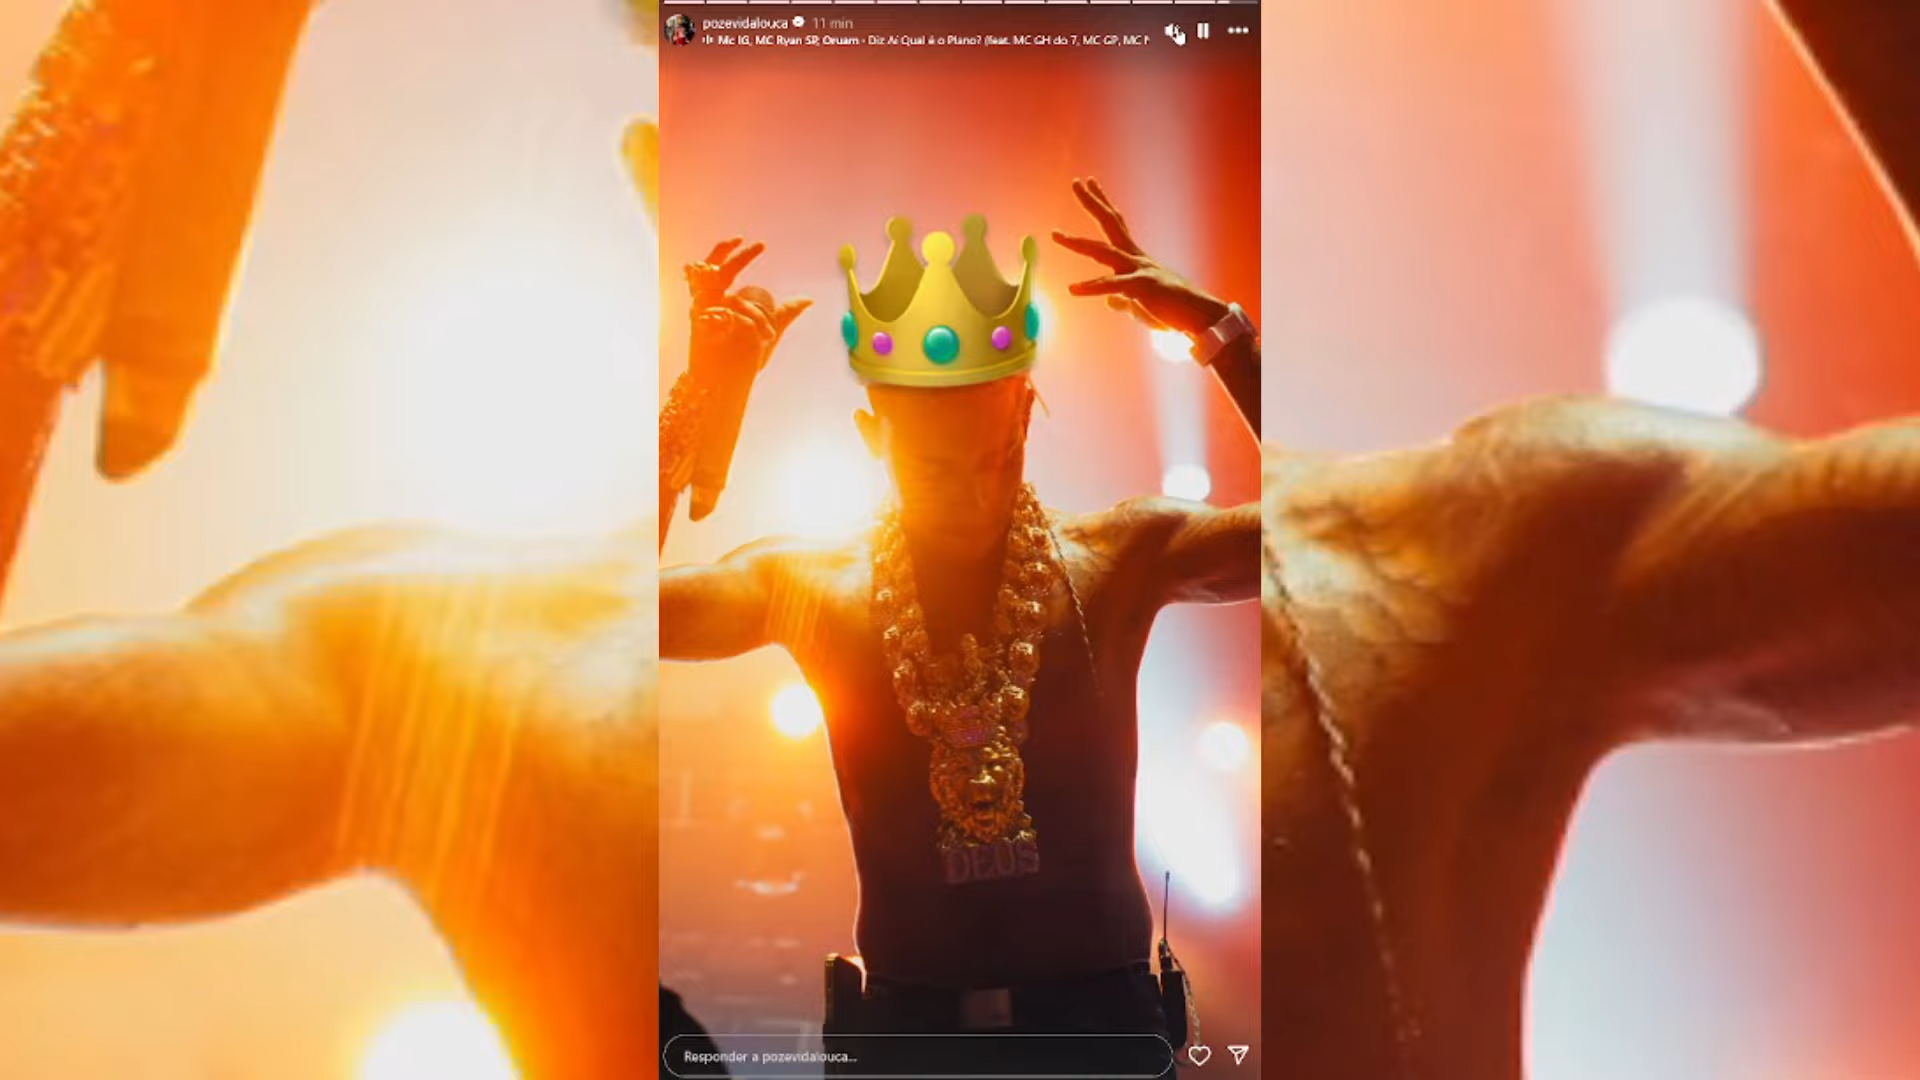 pozevidalouca 11 min
Mc IG, MC Ryan SP, Oruam • Diz Aí Qual é o Plano? (feat. MC GH do 7, MC GP, MC
DEUS
Responder a pozevidalouca...